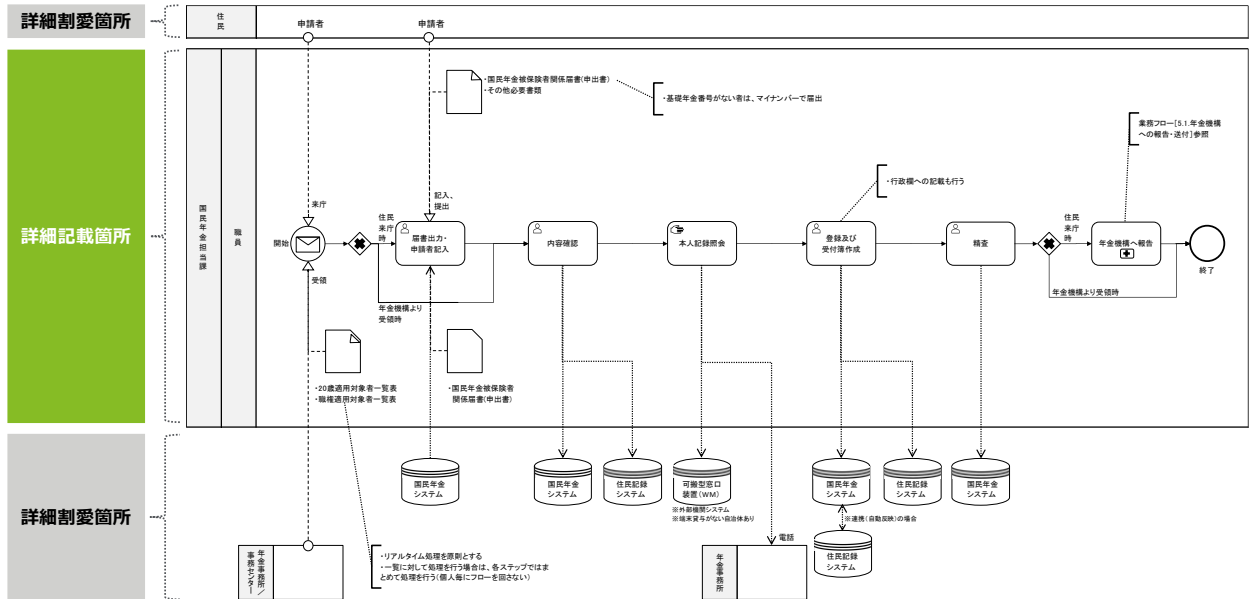 詳細割愛箇所
住民
申請者
申請者
詳細記載箇所
国民年金担当課
職員
・国民年金被保険者関係届書(申出書)
・その他必要書類
・基礎年金番号がない者は、マイナンバーで届出
業務フロー[5.1.年金機構
への報告・送付]参照
・行政欄への記載も行う
来庁
記入、
提出
開始
住民
来庁
時
届書出力・
申請者記入
内容確認
本人記録照会
登録及び
受付簿作成
精査
住民
来庁
時
年金機構へ報告
終了
受領
年金機構より
受領時
年金機構より受領時
・20歳適用対象者一覧表
・職権適用対象者一覧表
・国民年金被保険者
関係届書(申出書)
詳細割愛箇所
国民年金
システム
国民年金
システム
住民記録
システム
可搬型窓口
装置(WM)
※外部機関システム
※端末貸与がない自治体あり
国民年金
システム
住民記録
システム
国民年金
システム
※連携(自動反映)の場合
住民記録
システム
年金事務所/
事務センター
・リアルタイム処理を原則とする
・一覧に対して処理を行う場合は、各ステップではま
とめて処理を行う(個人毎にフローを回さない)
年金事務所
電話